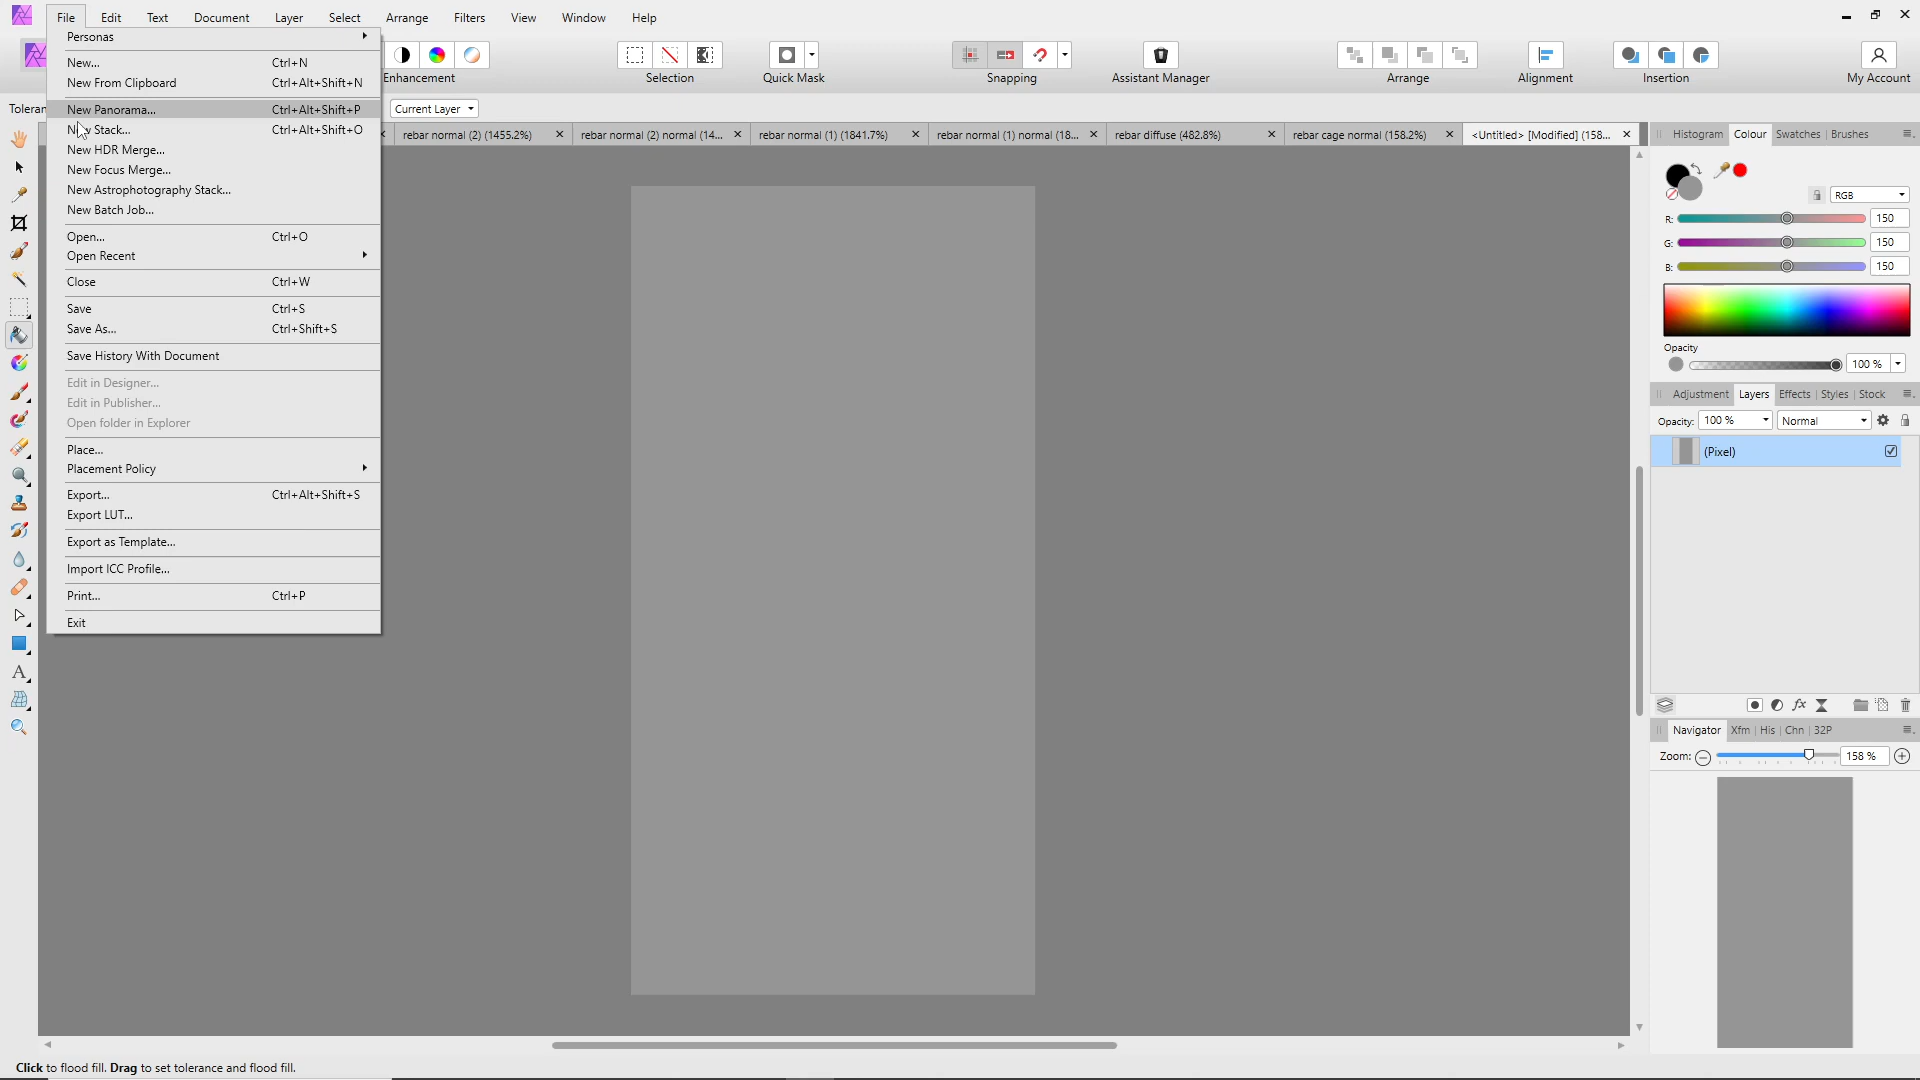 File Edit Text Document Layer Select Arrange Filters View Window Help
Personas
New... Ctrl+N
New From Clipboard Ctrl+Alt+Shift+N
New Panorama... Ctrl+Alt+Shift+P
New Stack... Ctrl+Alt+Shift+O
New HDR Merge...
New Focus Merge...
New Astrophotography Stack...
New Batch Job...
Open... Ctrl+O
Open Recent
Close Ctrl+W
Save Ctrl+S
Save As... Ctrl+Shift+S
Save History With Document
Edit in Designer...
Edit in Publisher...
Open folder in Explorer
Place...
Placement Policy
Export... Ctrl+Alt+Shift+S
Export LUT...
Export as Template...
Import ICC Profile...
Print... Ctrl+P
Exit
Enhancement Selection Quick Mask Snapping Assistant Manager Arrange Alignment Insertion My Account
Current Layer
rebar normal (2) (1455.2%) rebar normal (2) normal (14... rebar normal (1) (1841.7%) rebar normal (1) normal (18... rebar diffuse (482.8%) rebar cage normal (158.2%) <Untitled> [Modified] (158...
Histogram Colour Swatches Brushes
RGB
R: 150
G: 150
B: 150
Opacity
100 %
Adjustment Layers Effects Styles Stock
Opacity: 100 % Normal
(Pixel)
Navigator Xfm His Chn 32P
Zoom: 158 %
Click to flood fill. Drag to set tolerance and flood fill.